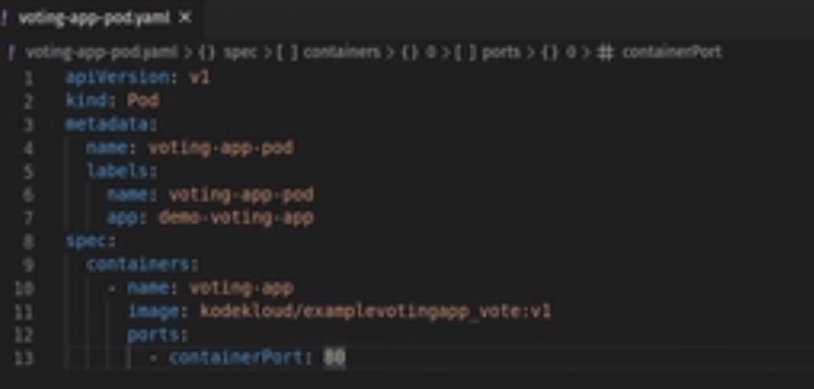 ! voting-app-pod.yaml ×
! voting-app-pod.yaml > {} spec > [ ] containers > {} 0 > [ ] ports > {} 0 > # containerPort
1 apiVersion: v1
2 kind: Pod
3 metadata:
4 name: voting-app-pod
5 labels:
6 name: voting-app-pod
7 app: demo-voting-app
8 spec:
9 containers:
10 - name: voting-app
11 image: kodekloud/examplevotingapp_vote:v1
12 ports:
13 - containerPort: 80